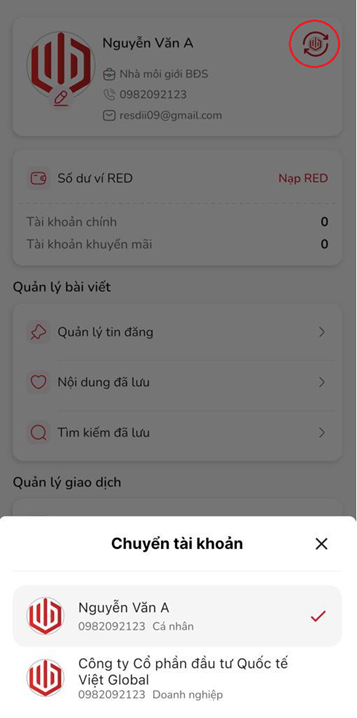 Nguyễn Văn A
Nhà môi giới BĐS
0982092123
resdii09@gmail.com
Số dư ví RED
Nạp RED
Tài khoản chính
0
Tài khoản khuyến mãi
0
Quản lý bài viết
Quản lý tin đăng
Nội dung đã lưu
Tìm kiếm đã lưu
Quản lý giao dịch
Chuyển tài khoản
Nguyễn Văn A
0982092123 Cá nhân
Công ty Cổ phần đầu tư Quốc tế
Việt Global
0982092123 Doanh nghiệp